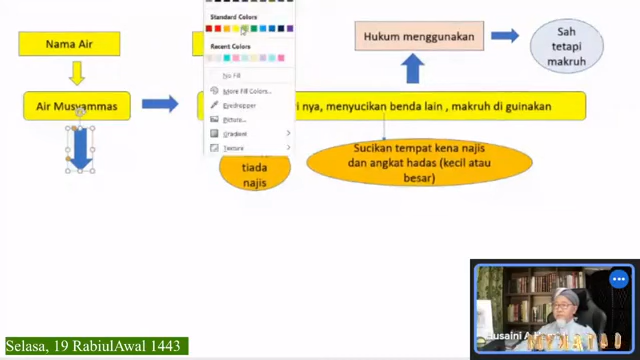 Standard Colors
Hukum menggunakan
Sah
tetapi
makruh
Nama Air
Recent Colors
No Fill
More Fill Colors...
Eyedropper
Picture...
Gradient
Texture
Air Musyammas
nya, menyucikan benda lain , makruh di guinakan
tiada
najis
Sucikan tempat kena najis
dan angkat hadas (kecil atau
besar)
Selasa, 19 RabiulAwal 1443